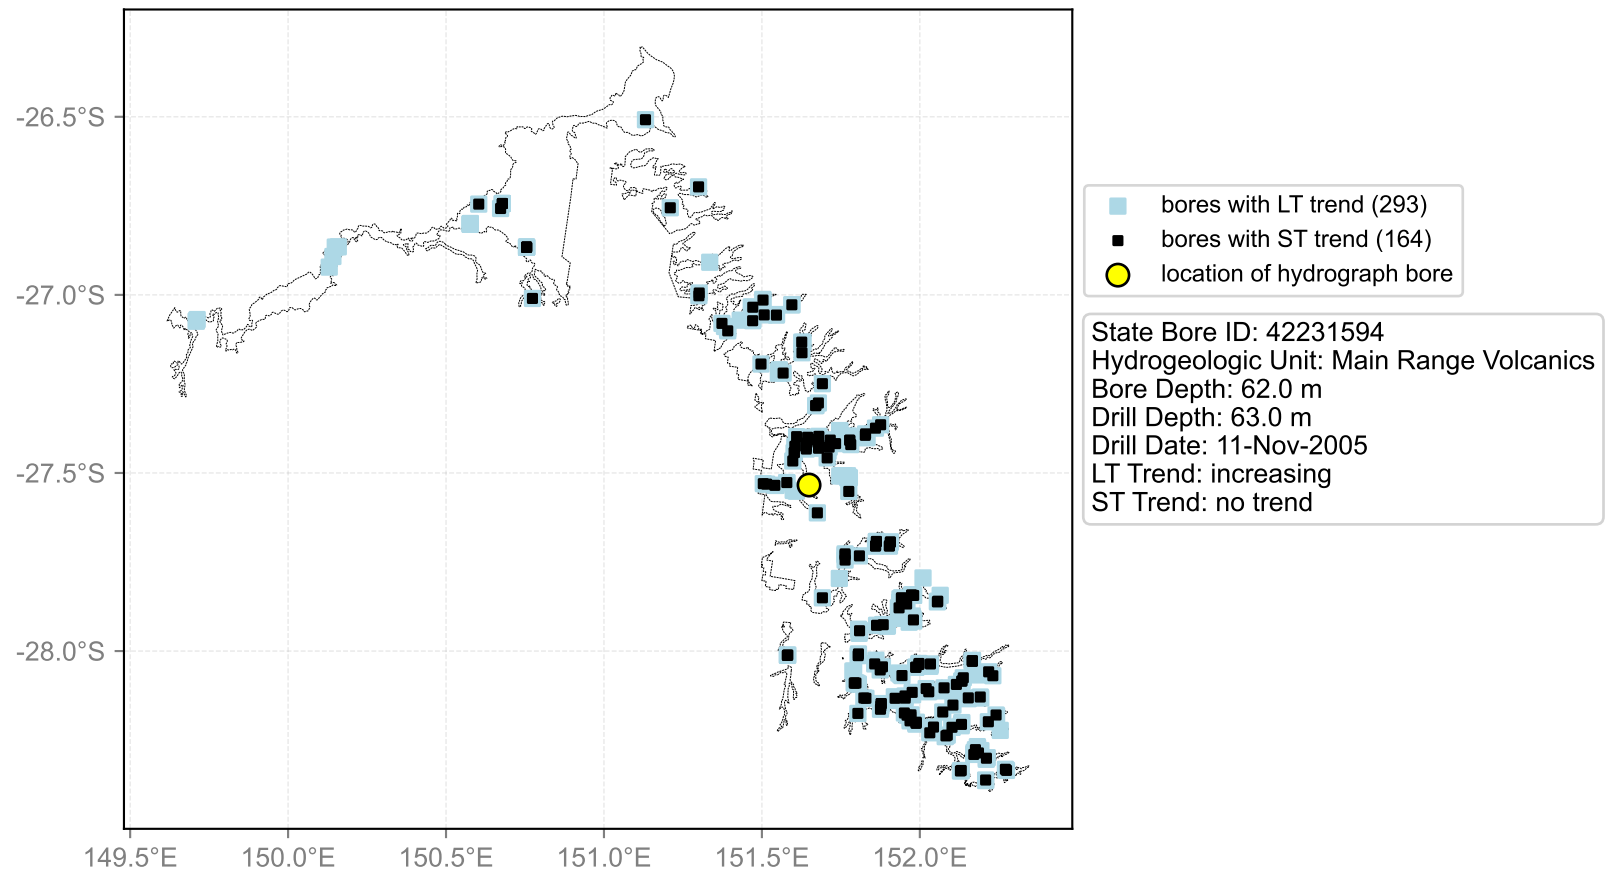 -26.5°S
-27.0°S
-27.5°S
-28.0°S
149.5°E 150.0°E 150.5°E 151.0°E 151.5°E 152.0°E
bores with LT trend (293)
bores with ST trend (164)
location of hydrograph bore
State Bore ID: 42231594
Hydrogeologic Unit: Main Range Volcanics
Bore Depth: 62.0 m
Drill Depth: 63.0 m
Drill Date: 11-Nov-2005
LT Trend: increasing
ST Trend: no trend